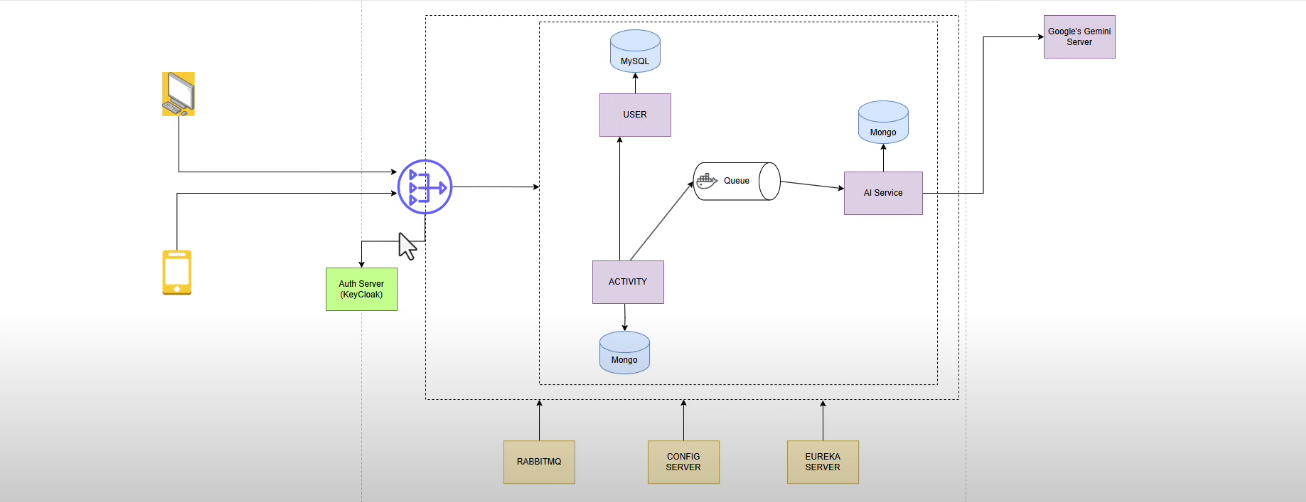 Google's Gemini
Server
MySQL
USER
Mongo
Queue
AI Service
Auth Server
(KeyCloak)
ACTIVITY
Mongo
RABBITMQ
CONFIG
SERVER
EUREKA
SERVER